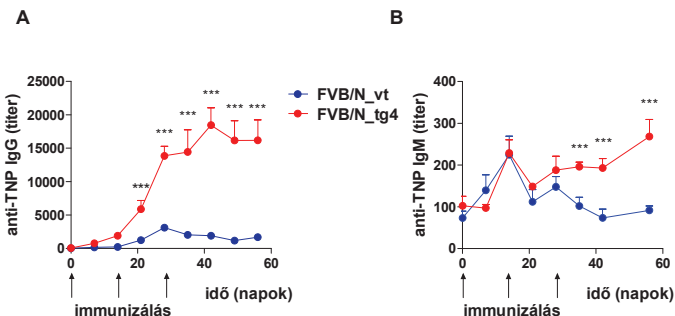 A
anti-TNP IgG (titer)
25000
20000
15000
10000
5000
0
***
***
***
***
***
***
0
20
40
60
immunizálás
idő (napok)
FVB/N_vt
FVB/N_tg4
B
anti-TNP IgM (titer)
400
300
200
100
0
***
***
***
0
20
40
60
immunizálás
idő (napok)